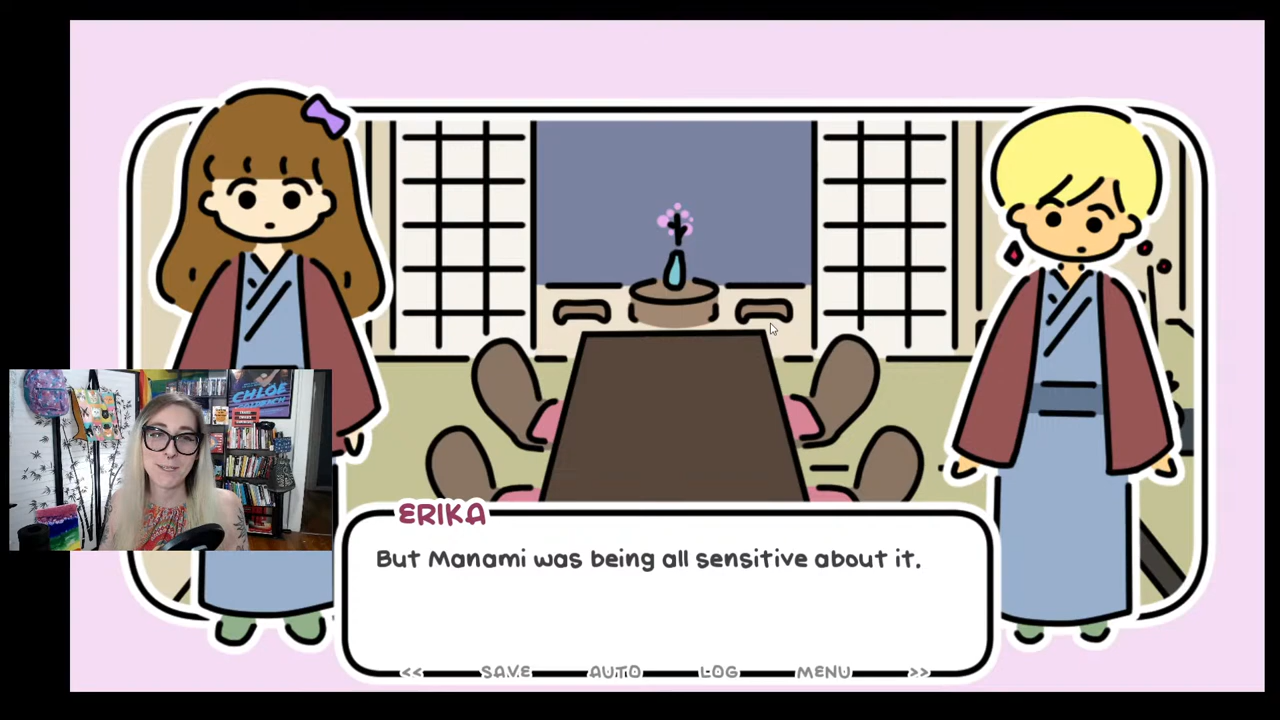 CHLOE
ERIKA
But Manami was being all sensitive about it.
<< SAVE AUTO LOG MENU >>